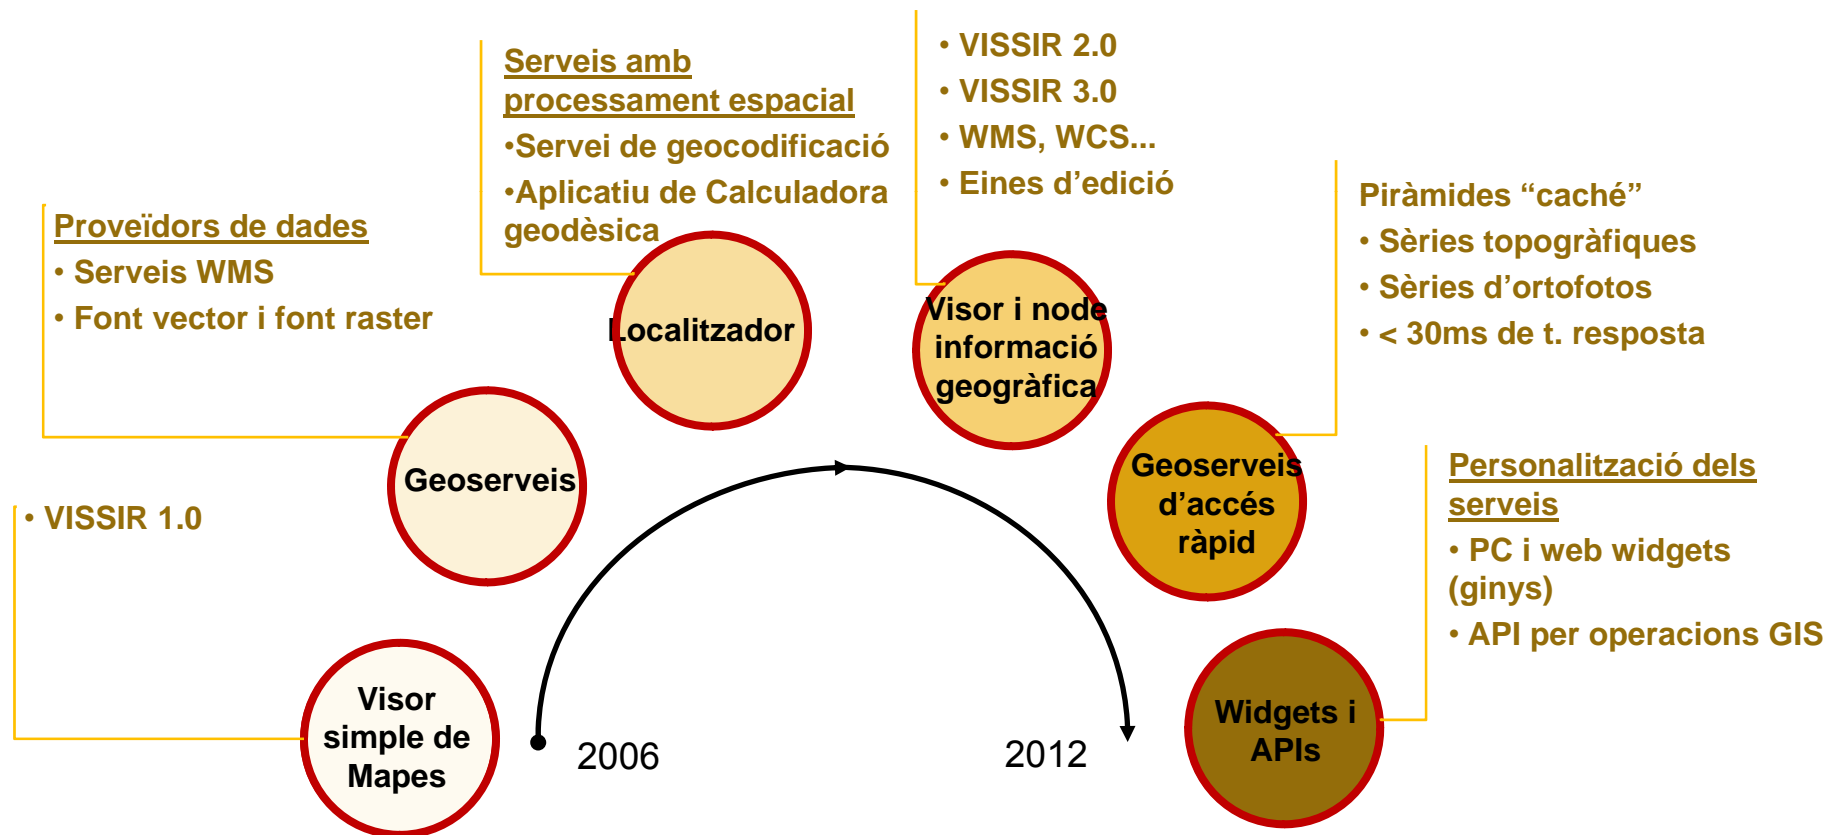 • VISSIR 1.0
Visor
simple de
Mapes
Proveïdors de dades
• Serveis WMS
• Font vector i font raster
Geoserveis
Serveis amb
processament espacial
•Servei de geocodificació
•Aplicatiu de Calculadora
geodèsica
Localitzador
• VISSIR 2.0
• VISSIR 3.0
• WMS, WCS...
• Eines d’edició
Visor i node
informació
geogràfica
Piràmides “caché”
• Sèries topogràfiques
• Sèries d’ortofotos
• < 30ms de t. resposta
Geoserveis
d’accés
ràpid
Personalització dels
serveis
• PC i web widgets
(ginys)
• API per operacions GIS
Widgets i
APIs
2006
2012